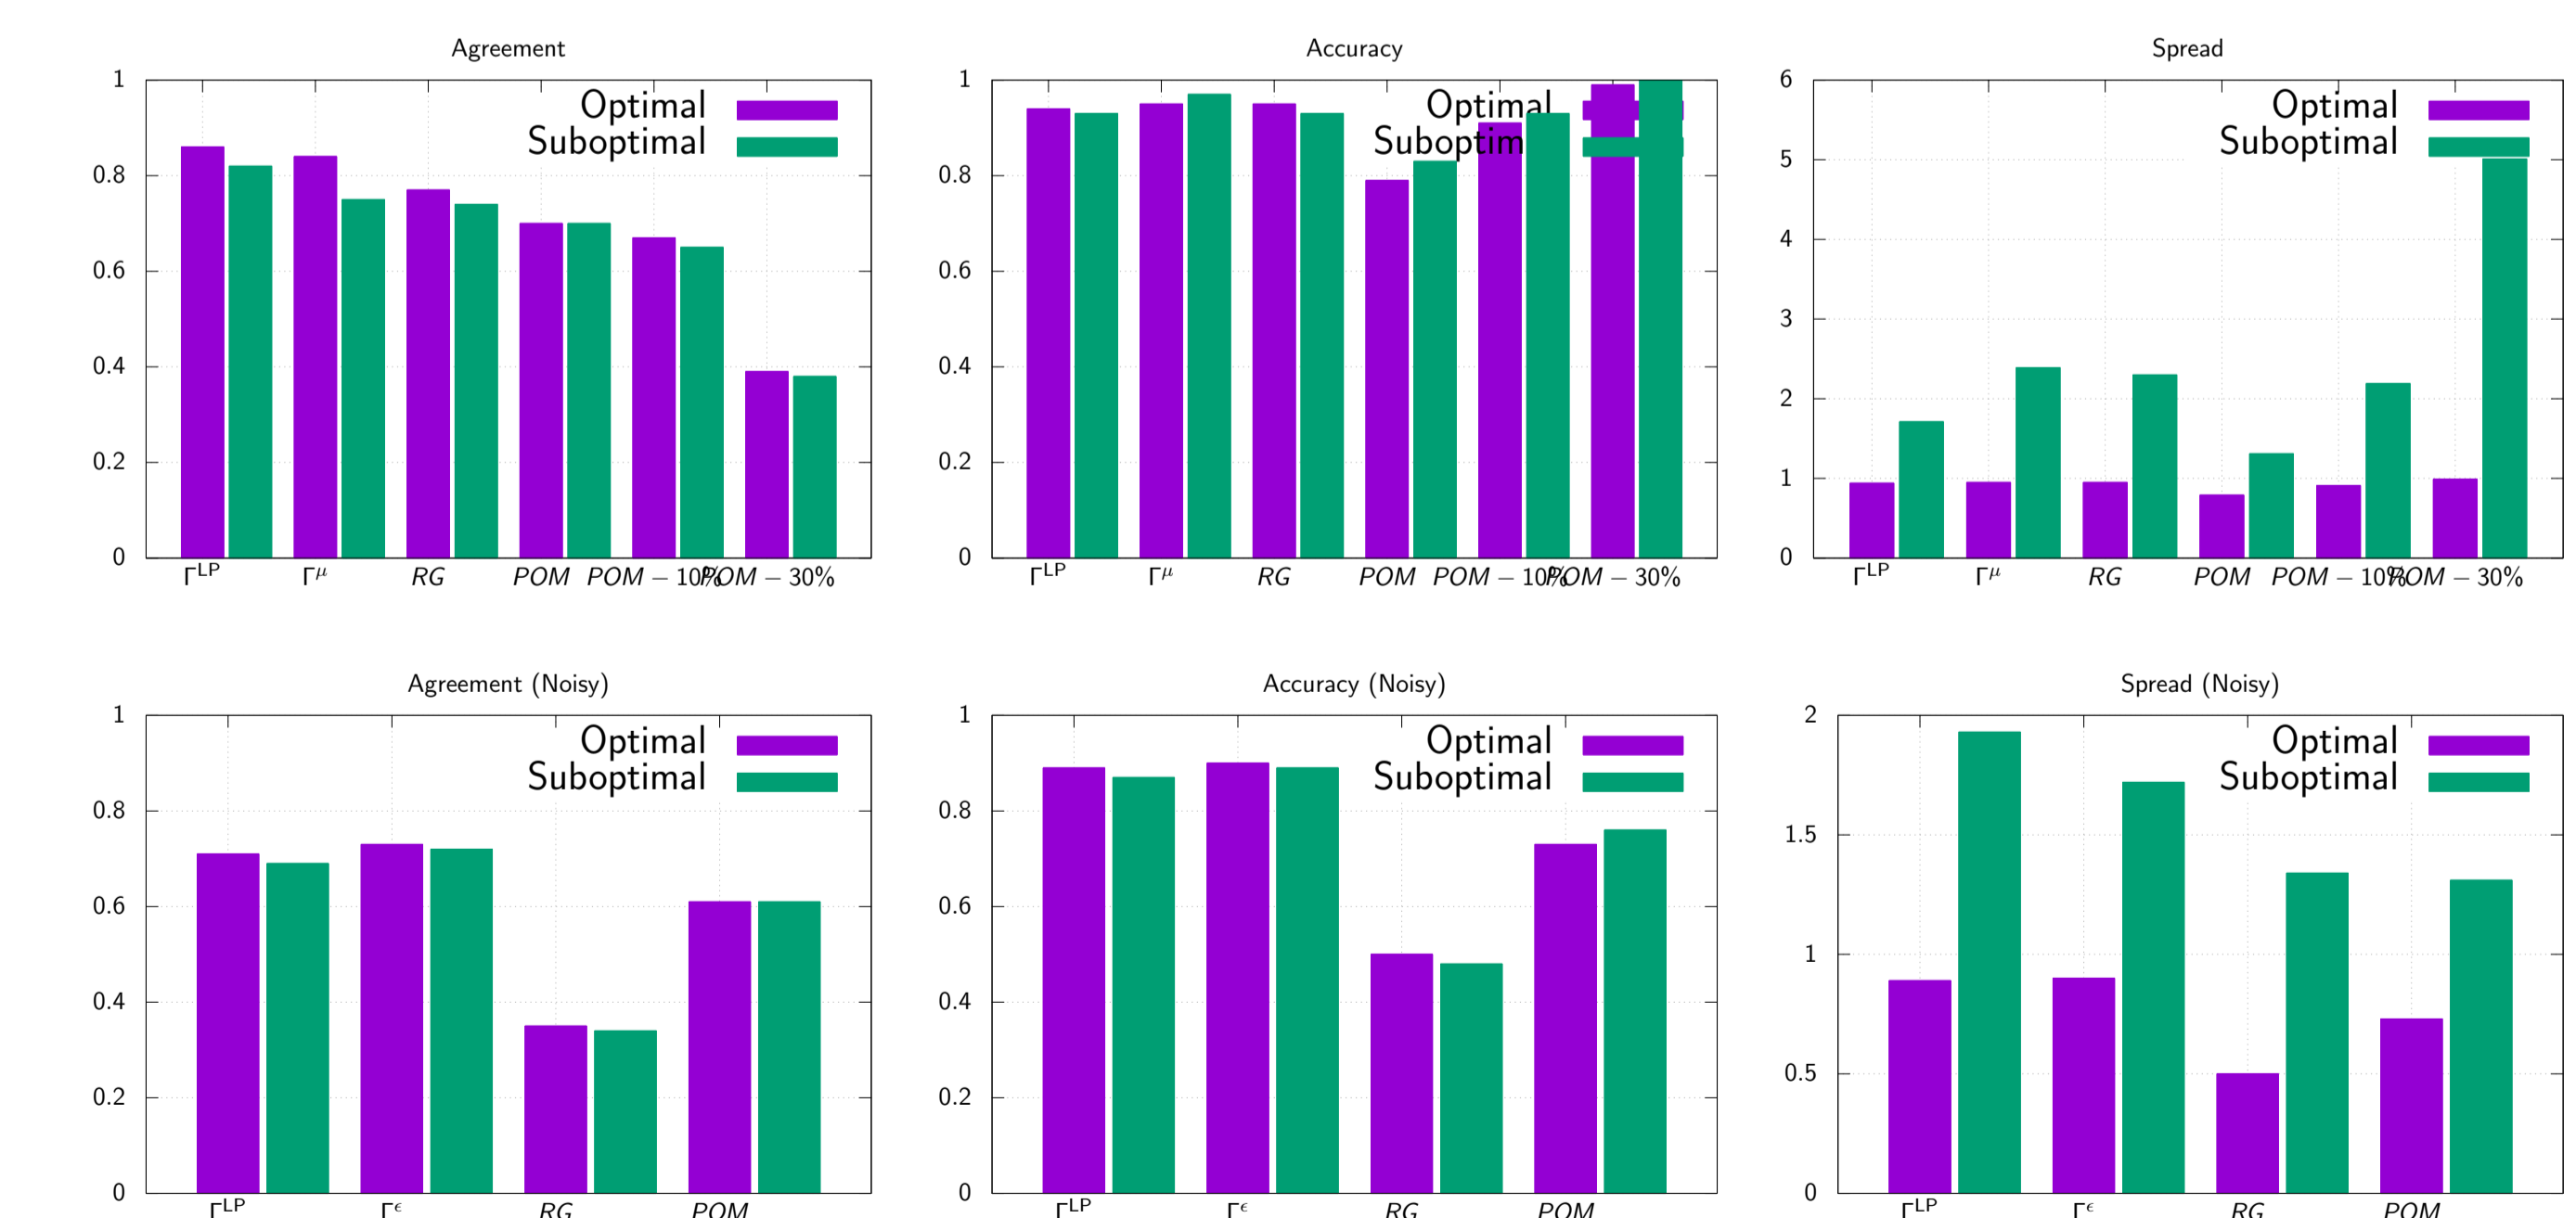 Agreement
1
0.8
0.6
0.4
0.2
0
Optimal
Suboptimal
Γ^LP Γ^μ RG POM POM − 10% POM − 30%
Accuracy
1
0.8
0.6
0.4
0.2
0
Optimal
Suboptim
Γ^LP Γ^μ RG POM POM − 10% POM − 30%
Spread
6
5
4
3
2
1
0
Optimal
Suboptimal
Γ^LP Γ^μ RG POM POM − 10% POM − 30%
Agreement (Noisy)
1
0.8
0.6
0.4
0.2
0
Optimal
Suboptimal
Γ^LP Γ^ϵ RG POM
Accuracy (Noisy)
1
0.8
0.6
0.4
0.2
0
Optimal
Suboptimal
Γ^LP Γ^ϵ RG POM
Spread (Noisy)
2
1.5
1
0.5
0
Optimal
Suboptimal
Γ^LP Γ^ϵ RG POM